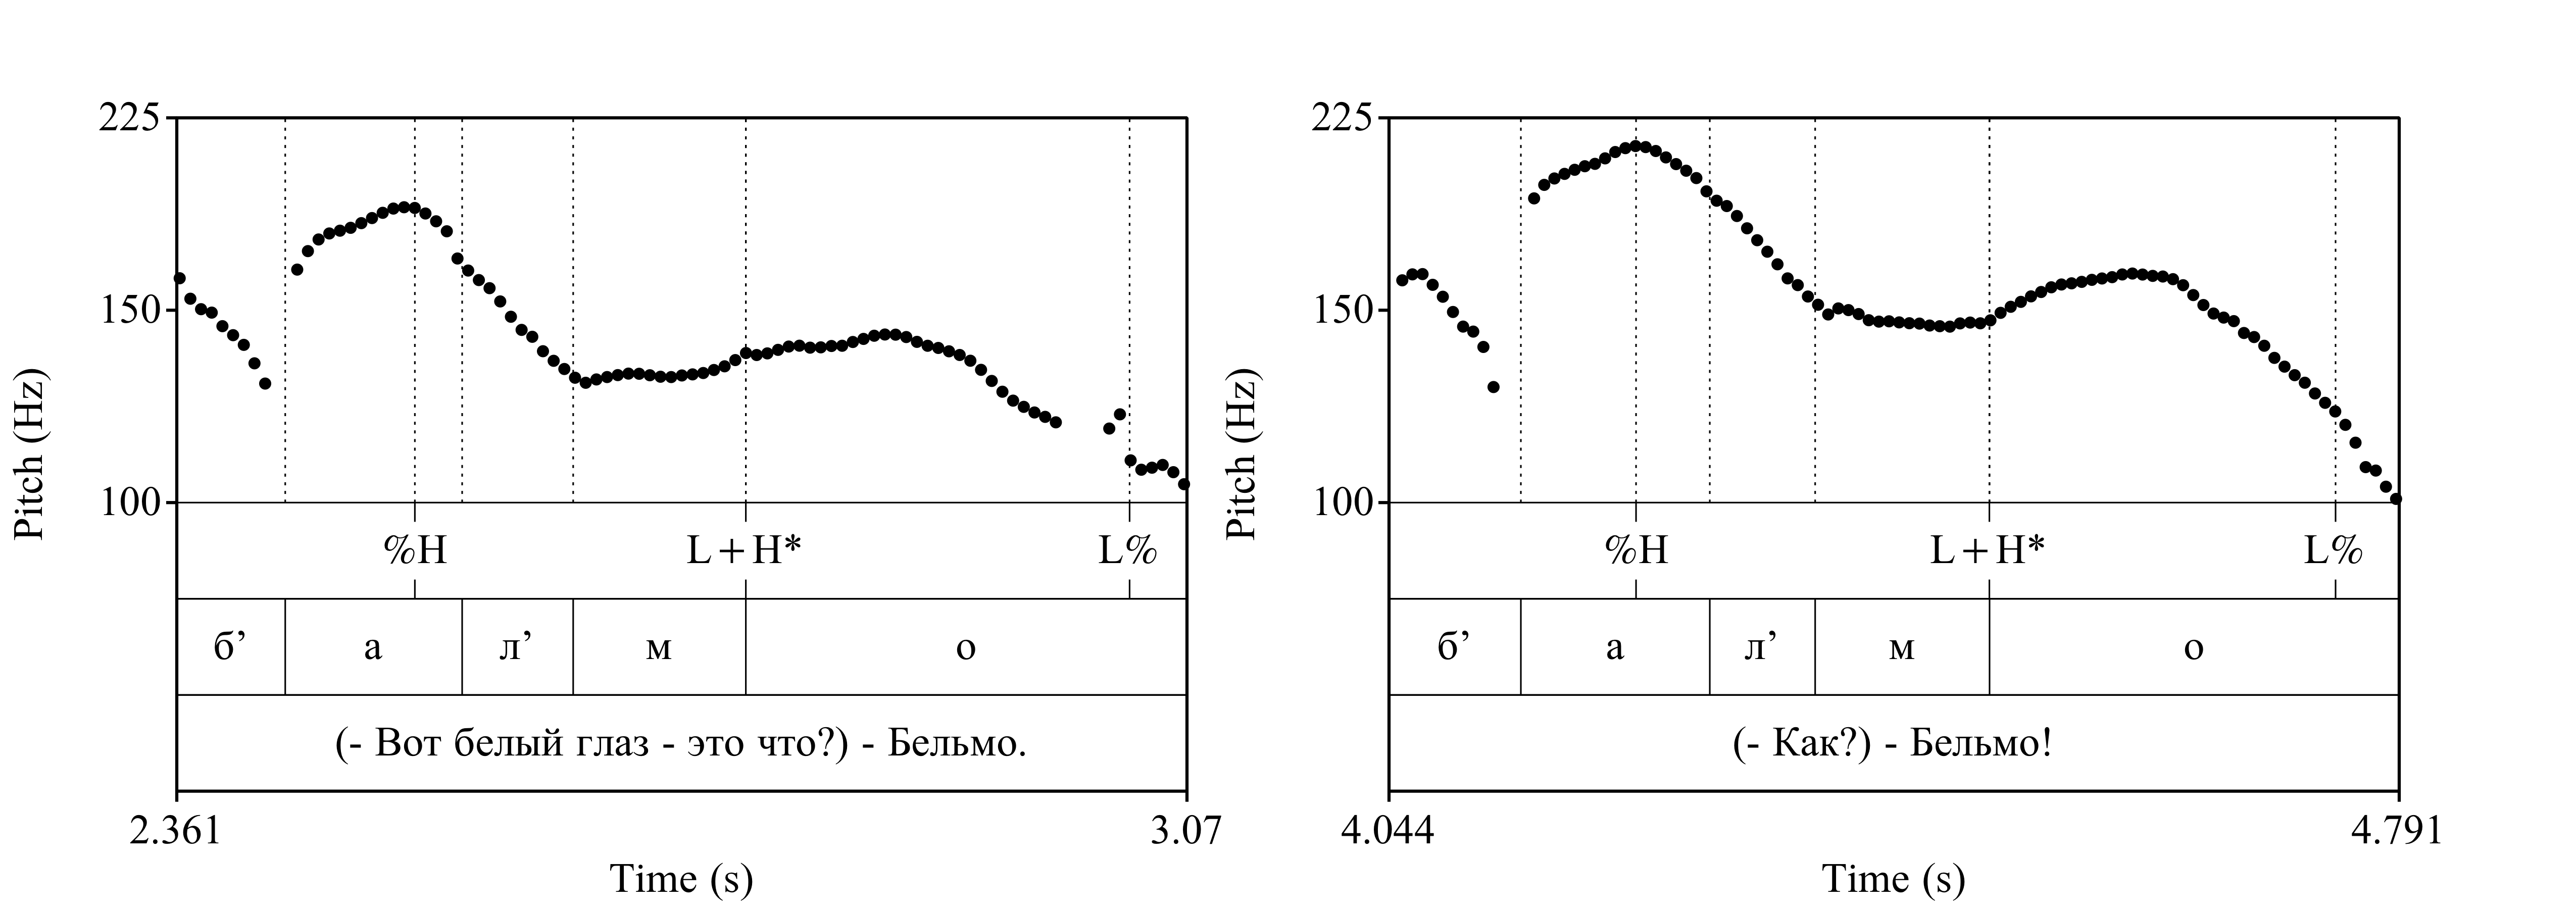 225
150
100
Pitch (Hz)
%H L+H* L%
б’ а л’ м о
(- Вот белый глаз - это что?) - Бельмо.
2.361 3.07
Time (s)
225
150
100
Pitch (Hz)
%H L+H* L%
б’ а л’ м о
(- Как?) - Бельмо!
4.044 4.791
Time (s)